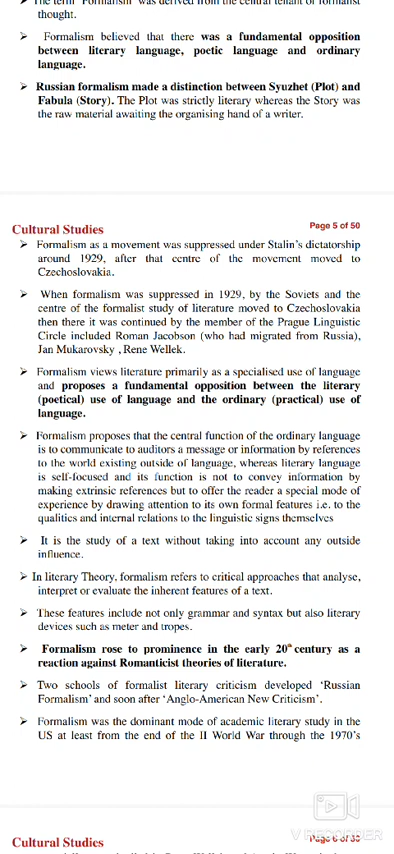 The term 'Formalism' was derived from the central tenant of formalist
thought.
➤ Formalism believed that there was a fundamental opposition
between literary language, poetic language and ordinary
language.
➤ Russian formalism made a distinction between Syuzhet (Plot) and
Fabula (Story). The Plot was strictly literary whereas the Story was
the raw material awaiting the organising hand of a writer.
Cultural Studies Page 5 of 50
➤ Formalism as a movement was suppressed under Stalin's dictatorship
around 1929, after that centre of the movement moved to
Czechoslovakia.
➤ When formalism was suppressed in 1929, by the Soviets and the
centre of the formalist study of literature moved to Czechoslovakia
then there it was continued by the member of the Prague Linguistic
Circle included Roman Jacobson (who had migrated from Russia),
Jan Mukarovsky , Rene Wellek.
➤ Formalism views literature primarily as a specialised use of language
and proposes a fundamental opposition between the literary
(poetical) use of language and the ordinary (practical) use of
language.
➤ Formalism proposes that the central function of the ordinary language
is to communicate to auditors a message or information by references
to the world existing outside of language, whereas literary language
is self-focused and its function is not to convey information by
making extrinsic references but to offer the reader a special mode of
experience by drawing attention to its own formal features i.e. to the
qualities and internal relations to the linguistic signs themselves
➤ It is the study of a text without taking into account any outside
influence.
➤ In literary Theory, formalism refers to critical approaches that analyse,
interpret or evaluate the inherent features of a text.
➤ These features include not only grammar and syntax but also literary
devices such as meter and tropes.
➤ Formalism rose to prominence in the early 20th century as a
reaction against Romanticist theories of literature.
➤ Two schools of formalist literary criticism developed 'Russian
Formalism' and soon after 'Anglo-American New Criticism'.
➤ Formalism was the dominant mode of academic literary study in the
US at least from the end of the II World War through the 1970's
V RECORDER
Cultural Studies Page 6 of 50